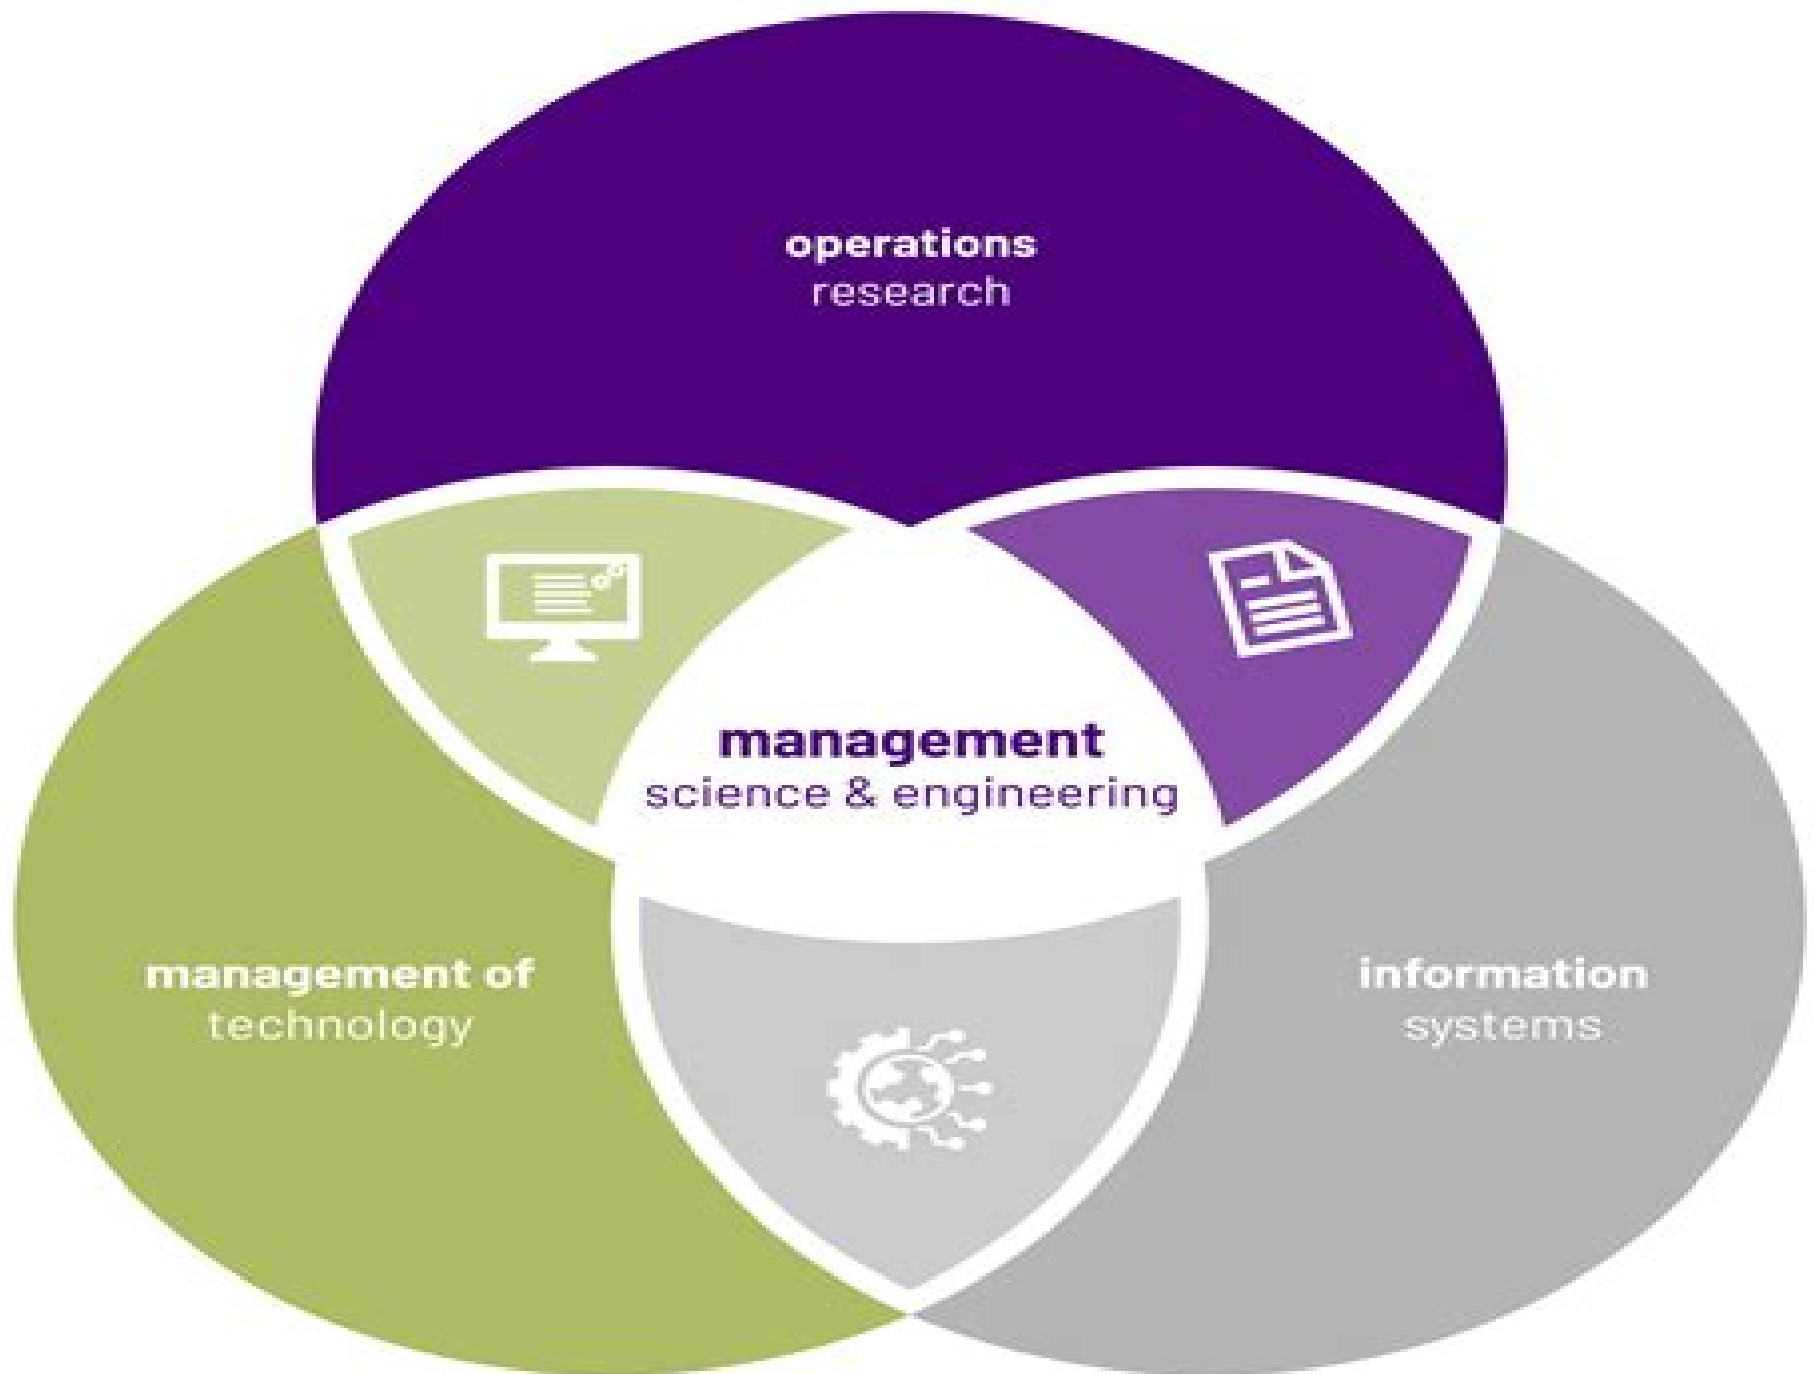 operations
research
management
science & engineering
management of
technology
information
systems